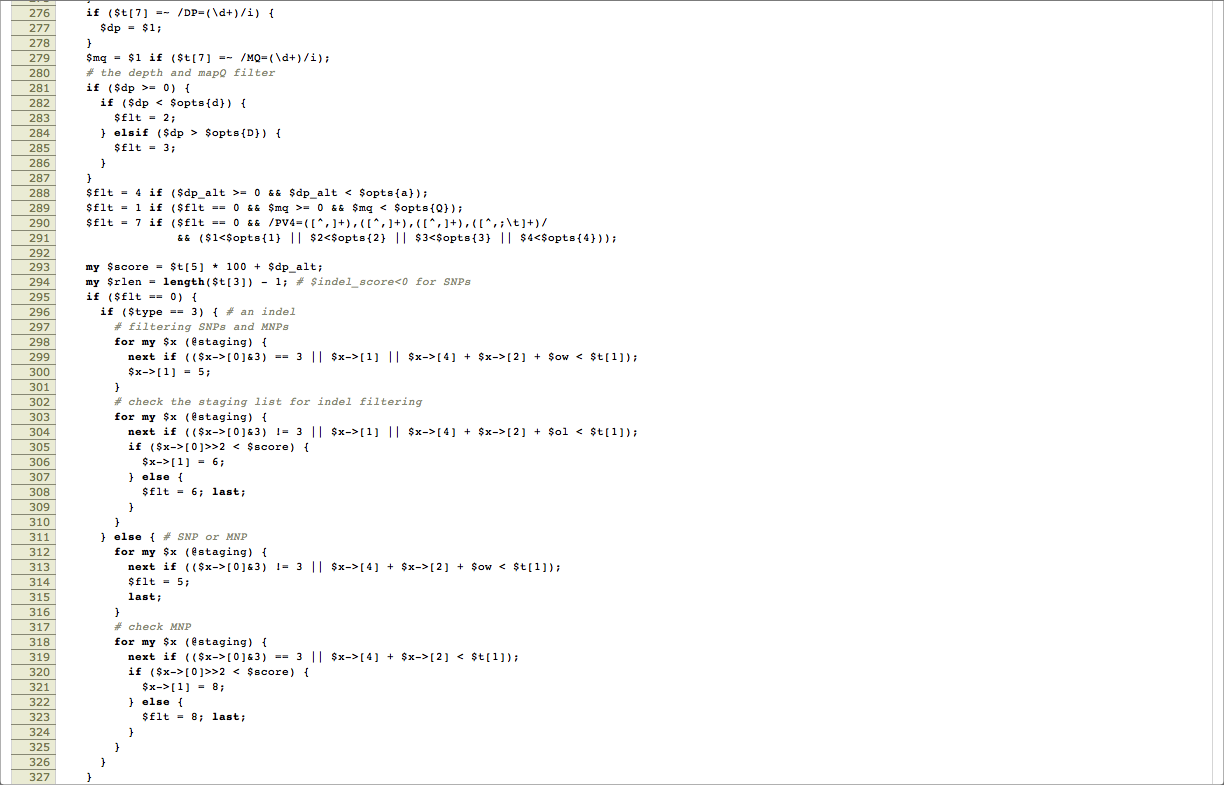 276 if ($t[7] =~ /DP=(\d+)/i) {
277 $dp = $1;
278 }
279 $mq = $1 if ($t[7] =~ /MQ=(\d+)/i);
280 # the depth and mapQ filter
281 if ($dp >= 0) {
282 if ($dp < $opts{d}) {
283 $flt = 2;
284 } elsif ($dp > $opts{D}) {
285 $flt = 3;
286 }
287 }
288 $flt = 4 if ($dp_alt >= 0 && $dp_alt < $opts{a});
289 $flt = 1 if ($flt == 0 && $mq >= 0 && $mq < $opts{Q});
290 $flt = 7 if ($flt == 0 && /PV4=([^,]+),([^,]+),([^,]+),([^,;\t]+)/
291 && ($1<$opts{1} || $2<$opts{2} || $3<$opts{3} || $4<$opts{4}));
292
293 my $score = $t[5] * 100 + $dp_alt;
294 my $rlen = length($t[3]) - 1; # $indel_score<0 for SNPs
295 if ($flt == 0) {
296 if ($type == 3) { # an indel
297 # filtering SNPs and MNPs
298 for my $x (@staging) {
299 next if (($x->[0]&3) == 3 || $x->[1] || $x->[4] + $x->[2] + $ow < $t[1]);
300 $x->[1] = 5;
301 }
302 # check the staging list for indel filtering
303 for my $x (@staging) {
304 next if (($x->[0]&3) != 3 || $x->[1] || $x->[4] + $x->[2] + $ol < $t[1]);
305 if ($x->[0]>>2 < $score) {
306 $x->[1] = 6;
307 } else {
308 $flt = 6; last;
309 }
310 }
311 } else { # SNP or MNP
312 for my $x (@staging) {
313 next if (($x->[0]&3) != 3 || $x->[4] + $x->[2] + $ow < $t[1]);
314 $flt = 5;
315 last;
316 }
317 # check MNP
318 for my $x (@staging) {
319 next if (($x->[0]&3) == 3 || $x->[4] + $x->[2] < $t[1]);
320 if ($x->[0]>>2 < $score) {
321 $x->[1] = 8;
322 } else {
323 $flt = 8; last;
324 }
325 }
326 }
327 }